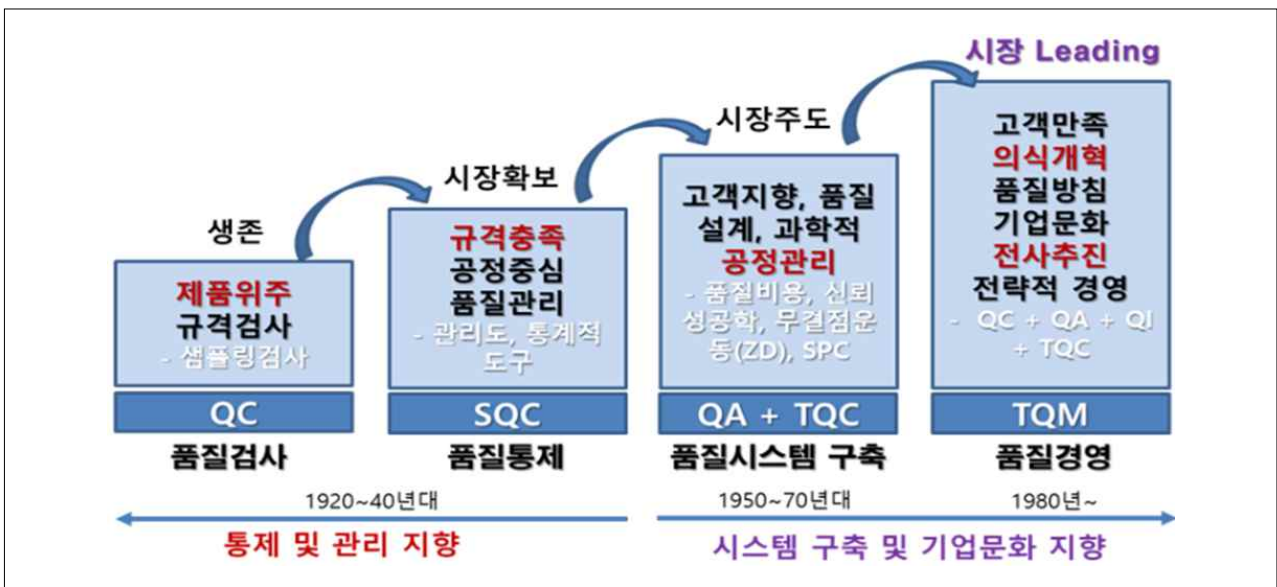 시장 Leading
시장주도
시장확보
생존
제품위주
규격검사
- 샘플링검사
QC
품질검사
규격충족
공정중심
품질관리
- 관리도, 통계적
도구
SQC
품질통제
고객지향, 품질
설계, 과학적
공정관리
- 품질비용, 신뢰
성공학, 무결점운
동(ZD), SPC
QA + TQC
품질시스템 구축
고객만족
의식개혁
품질방침
기업문화
전사추진
전략적 경영
- QC + QA + QI
+ TQC
TQM
품질경영
1920~40년대
1950~70년대
1980년~
통제 및 관리 지향
시스템 구축 및 기업문화 지향